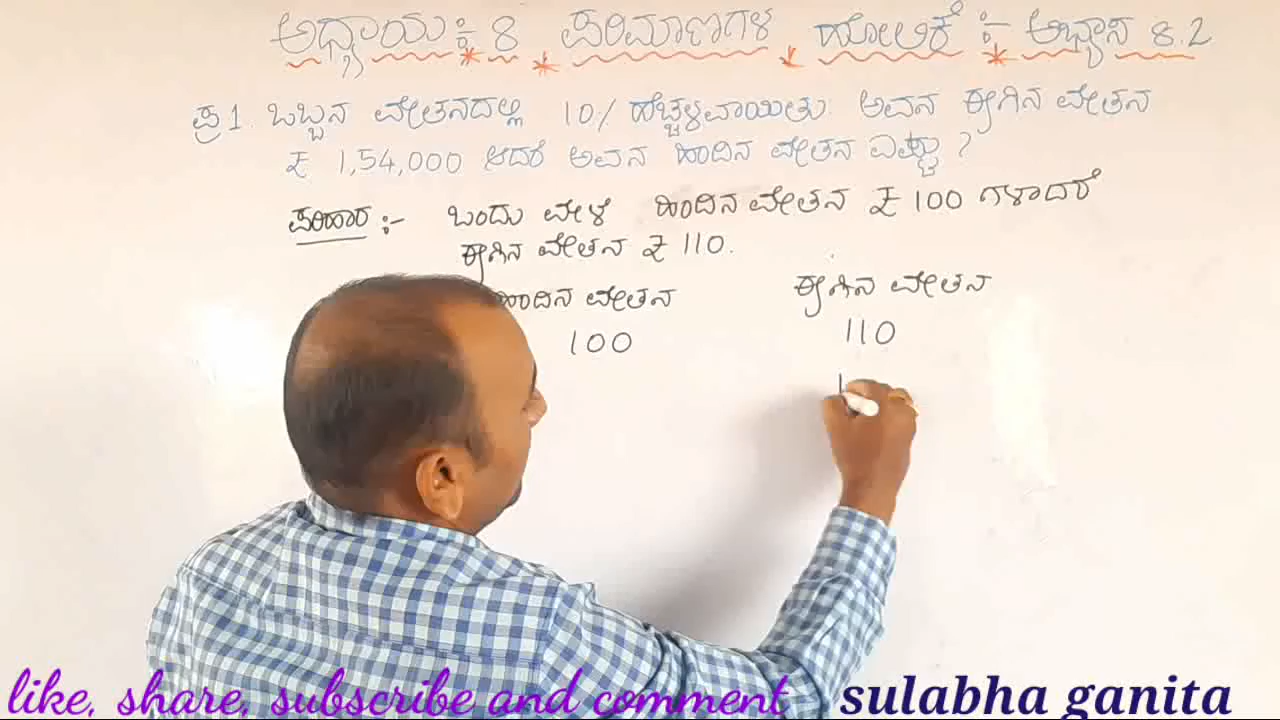 ಅಧ್ಯಾಯ : 8 ಪರಿಮಾಣಗಳ ಹೋಲಿಕೆ :- ಅಭ್ಯಾಸ 8.2
ಪ್ರ 1. ಒಬ್ಬನ ವೇತನದಲ್ಲಿ 10% ಹೆಚ್ಚಳವಾಯಿತು. ಅವನ ಈಗಿನ ವೇತನ
₹ 1,54,000 ಆದರೆ ಅವನ ಹಿಂದಿನ ವೇತನ ಎಷ್ಟು ?
ಪರಿಹಾರ :- ಒಂದು ವೇಳೆ ಹಿಂದಿನ ವೇತನ ₹ 100 ಗಳಾದರೆ
ಈಗಿನ ವೇತನ ₹ 110.
ಹಿಂದಿನ ವೇತನ ಈಗಿನ ವೇತನ
100 110
like, share, subscribe and comment sulabha ganita